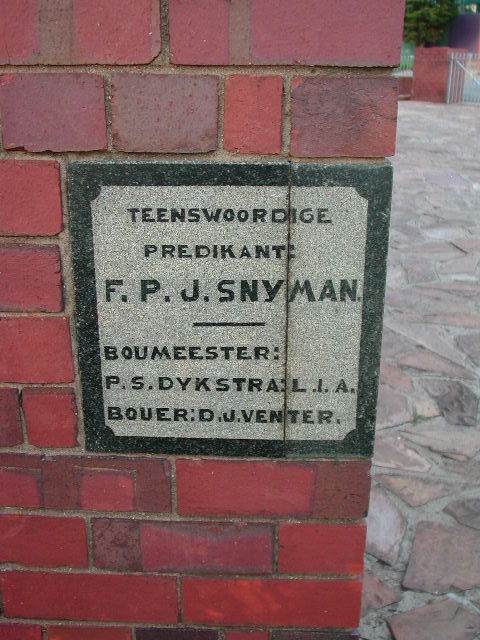 TEENSWOORDIGE
PREDIKANT:
F. P. J. SNYMAN.
BOUMEESTER:
P.S. DYKSTRA: L.I.A.
BOUER: D.J. VENTER.